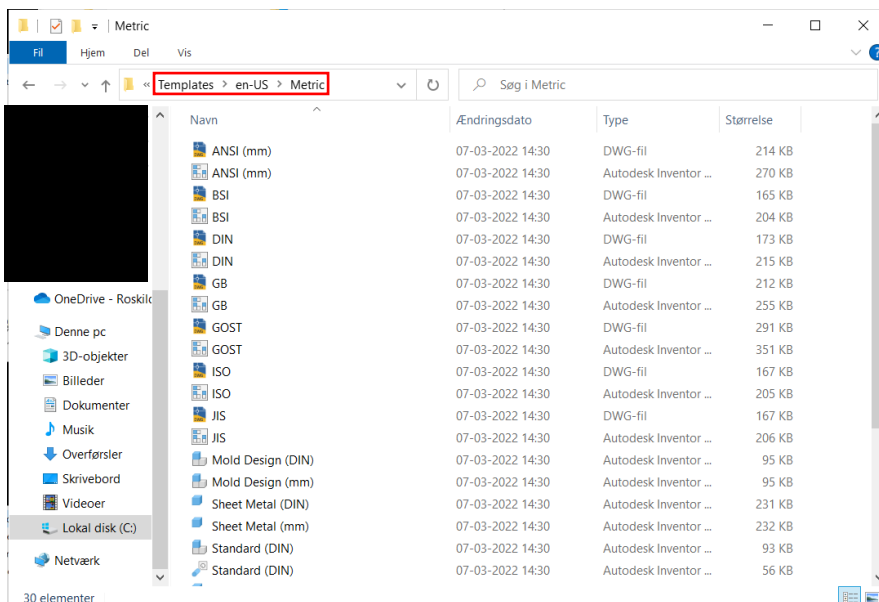 Metric
Fil Hjem Del Vis
« Templates > en-US > Metric Søg i Metric
Navn Ændringsdato Type Størrelse
ANSI (mm) 07-03-2022 14:30 DWG-fil 214 KB
ANSI (mm) 07-03-2022 14:30 Autodesk Inventor ... 270 KB
BSI 07-03-2022 14:30 DWG-fil 165 KB
BSI 07-03-2022 14:30 Autodesk Inventor ... 204 KB
DIN 07-03-2022 14:30 DWG-fil 173 KB
DIN 07-03-2022 14:30 Autodesk Inventor ... 215 KB
GB 07-03-2022 14:30 DWG-fil 212 KB
GB 07-03-2022 14:30 Autodesk Inventor ... 255 KB
GOST 07-03-2022 14:30 DWG-fil 291 KB
GOST 07-03-2022 14:30 Autodesk Inventor ... 351 KB
ISO 07-03-2022 14:30 DWG-fil 167 KB
ISO 07-03-2022 14:30 Autodesk Inventor ... 205 KB
JIS 07-03-2022 14:30 DWG-fil 167 KB
JIS 07-03-2022 14:30 Autodesk Inventor ... 206 KB
Mold Design (DIN) 07-03-2022 14:30 Autodesk Inventor ... 95 KB
Mold Design (mm) 07-03-2022 14:30 Autodesk Inventor ... 95 KB
Sheet Metal (DIN) 07-03-2022 14:30 Autodesk Inventor ... 231 KB
Sheet Metal (mm) 07-03-2022 14:30 Autodesk Inventor ... 232 KB
Standard (DIN) 07-03-2022 14:30 Autodesk Inventor ... 93 KB
Standard (DIN) 07-03-2022 14:30 Autodesk Inventor ... 56 KB
OneDrive - Roskild
Denne pc
3D-objekter
Billeder
Dokumenter
Musik
Overførsler
Skrivebord
Videoer
Lokal disk (C:)
Netværk
30 elementer